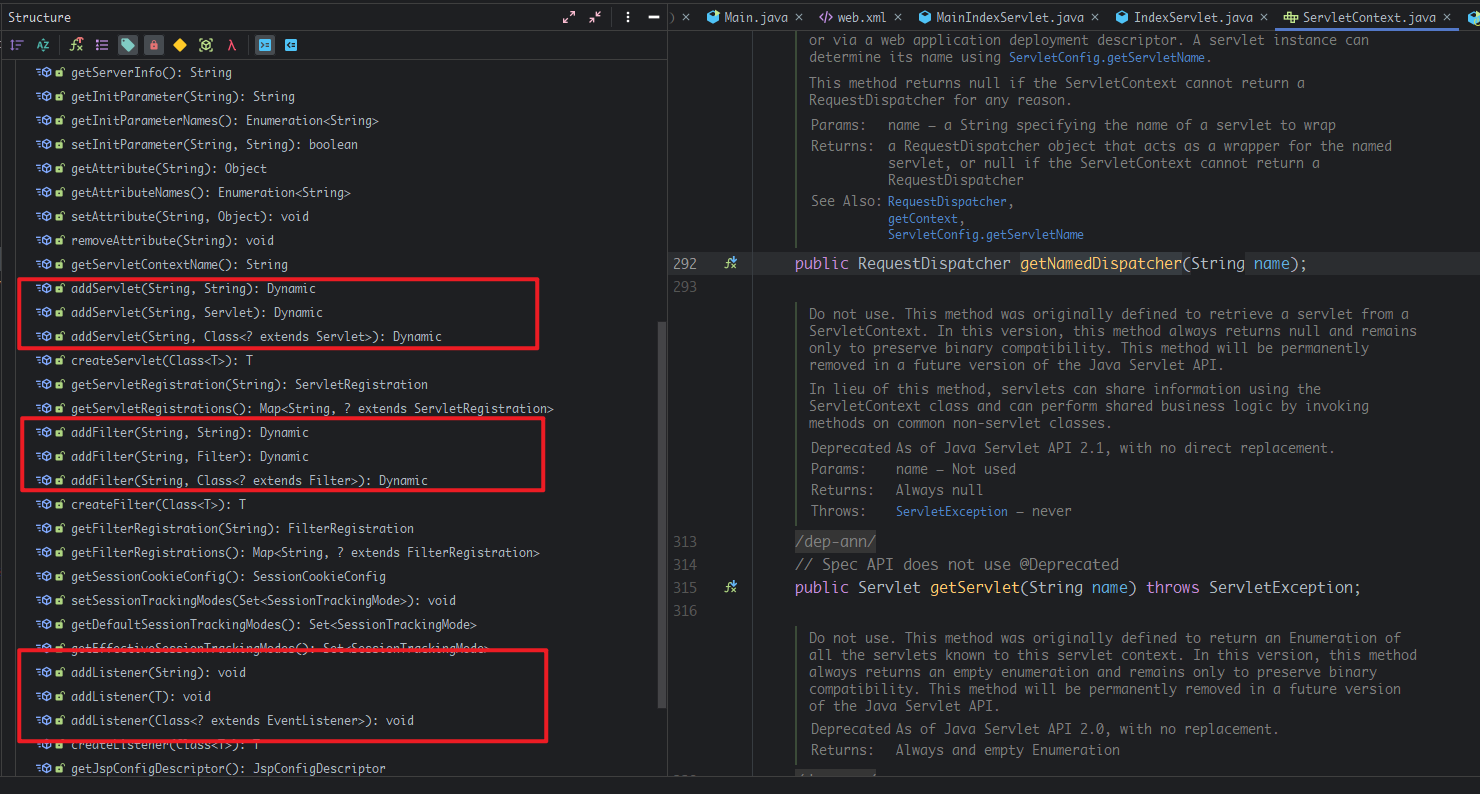 Structure
getServerInfo(): String
getInitParameter(String): String
getInitParameterNames(): Enumeration<String>
setInitParameter(String, String): boolean
getAttribute(String): Object
getAttributeNames(): Enumeration<String>
setAttribute(String, Object): void
removeAttribute(String): void
getServletContextName(): String
addServlet(String, String): Dynamic
addServlet(String, Servlet): Dynamic
addServlet(String, Class<? extends Servlet>): Dynamic
createServlet(Class<T>): T
getServletRegistration(String): ServletRegistration
getServletRegistrations(): Map<String, ? extends ServletRegistration>
addFilter(String, String): Dynamic
addFilter(String, Filter): Dynamic
addFilter(String, Class<? extends Filter>): Dynamic
createFilter(Class<T>): T
getFilterRegistration(String): FilterRegistration
getFilterRegistrations(): Map<String, ? extends FilterRegistration>
getSessionCookieConfig(): SessionCookieConfig
setSessionTrackingModes(Set<SessionTrackingMode>): void
getDefaultSessionTrackingModes(): Set<SessionTrackingMode>
getEffectiveSessionTrackingModes(): Set<SessionTrackingMode>
addListener(String): void
addListener(T): void
addListener(Class<? extends EventListener>): void
createListener(Class<T>): T
getJspConfigDescriptor(): JspConfigDescriptor
Main.java
web.xml
MainIndexServlet.java
IndexServlet.java
ServletContext.java
or via a web application deployment descriptor. A servlet instance can
determine its name using ServletConfig.getServletName.
This method returns null if the ServletContext cannot return a
RequestDispatcher for any reason.
Params: name – a String specifying the name of a servlet to wrap
Returns: a RequestDispatcher object that acts as a wrapper for the named
servlet, or null if the ServletContext cannot return a
RequestDispatcher
See Also: RequestDispatcher,
getContext,
ServletConfig.getServletName
292 public RequestDispatcher getNamedDispatcher(String name);
293
Do not use. This method was originally defined to retrieve a servlet from a
ServletContext. In this version, this method always returns null and remains
only to preserve binary compatibility. This method will be permanently
removed in a future version of the Java Servlet API.
In lieu of this method, servlets can share information using the
ServletContext class and can perform shared business logic by invoking
methods on common non-servlet classes.
Deprecated As of Java Servlet API 2.1, with no direct replacement.
Params: name – Not used
Returns: Always null
Throws: ServletException – never
313 /dep-ann/
314 // Spec API does not use @Deprecated
315 public Servlet getServlet(String name) throws ServletException;
316
Do not use. This method was originally defined to return an Enumeration of
all the servlets known to this servlet context. In this version, this method
always returns an empty enumeration and remains only to preserve binary
compatibility. This method will be permanently removed in a future version
of the Java Servlet API.
Deprecated As of Java Servlet API 2.0, with no replacement.
Returns: Always and empty Enumeration